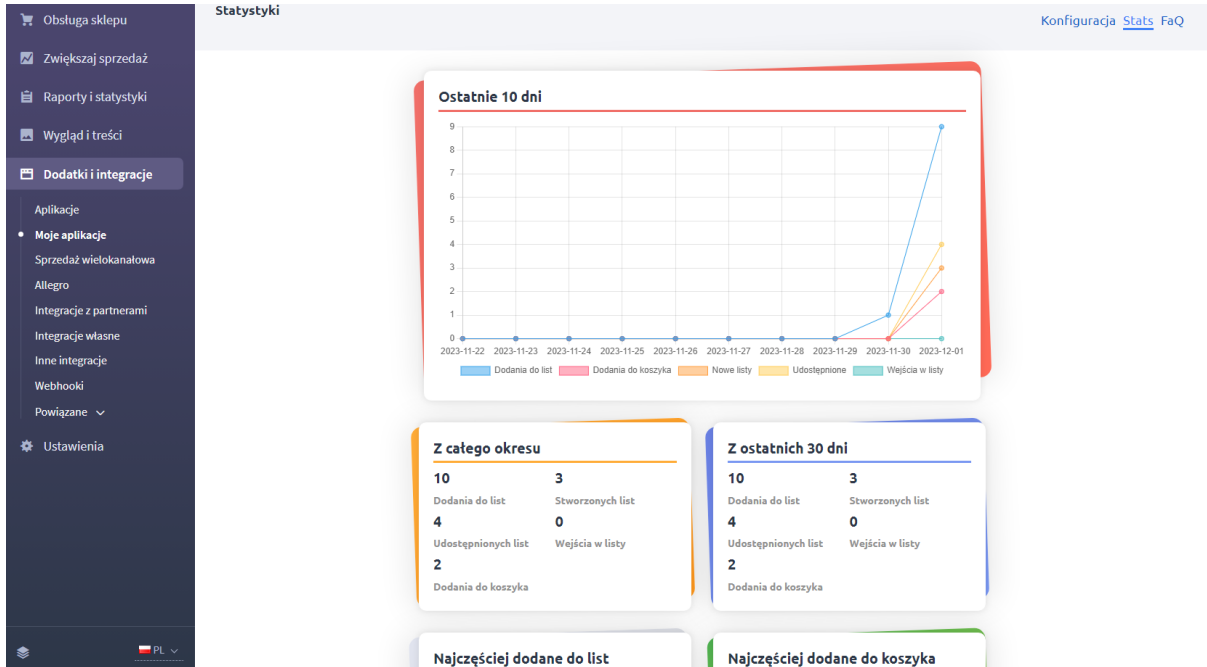 Obsługa sklepu
Zwiększaj sprzedaż
Raporty i statystyki
Wygląd i treści
Dodatki i integracje
Aplikacje
Moje aplikacje
Sprzedaż wielokanałowa
Allegro
Integracje z partnerami
Integracje własne
Inne integracje
Webhooki
Powiązane
Ustawienia
PL
Statystyki
Konfiguracja Stats FaQ
Ostatnie 10 dni
9
8
7
6
5
4
3
2
1
0
2023-11-22 2023-11-23 2023-11-24 2023-11-25 2023-11-26 2023-11-27 2023-11-28 2023-11-29 2023-11-30 2023-12-01
Dodania do list Dodania do koszyka Nowe listy Udostępnione Wejścia w listy
Z całego okresu
10 3
Dodania do list Stworzonych list
4 0
Udostępnionych list Wejścia w listy
2
Dodania do koszyka
Z ostatnich 30 dni
10 3
Dodania do list Stworzonych list
4 0
Udostępnionych list Wejścia w listy
2
Dodania do koszyka
Najczęściej dodane do list
Najczęściej dodane do koszyka